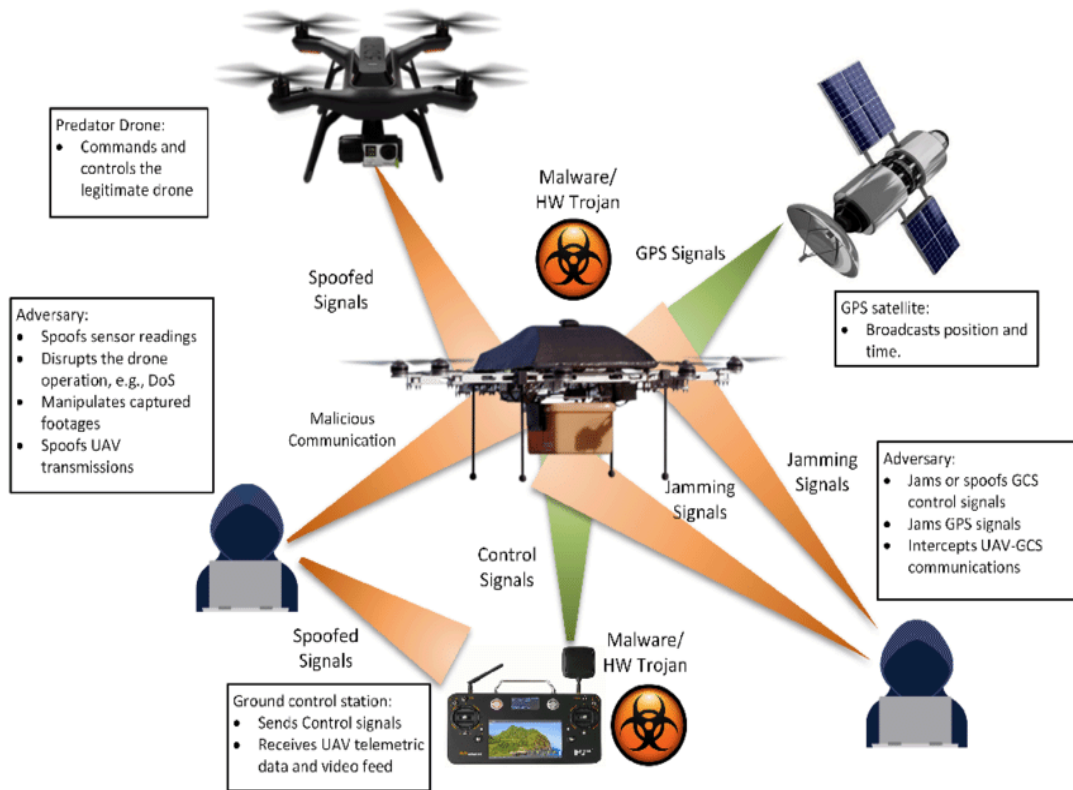 Predator Drone:
• Commands and
controls the
legitimate drone
Malware/
HW Trojan
GPS Signals
Spoofed
Signals
GPS satellite:
• Broadcasts position and
time.
Adversary:
• Spoofs sensor readings
• Disrupts the drone
operation, e.g., DoS
• Manipulates captured
footages
• Spoofs UAV
transmissions
Malicious
Communication
Jamming
Signals
Jamming
Signals
Adversary:
• Jams or spoofs GCS
control signals
• Jams GPS signals
• Intercepts UAV-GCS
communications
Control
Signals
Spoofed
Signals
Malware/
HW Trojan
Ground control station:
• Sends Control signals
• Receives UAV telemetric
data and video feed